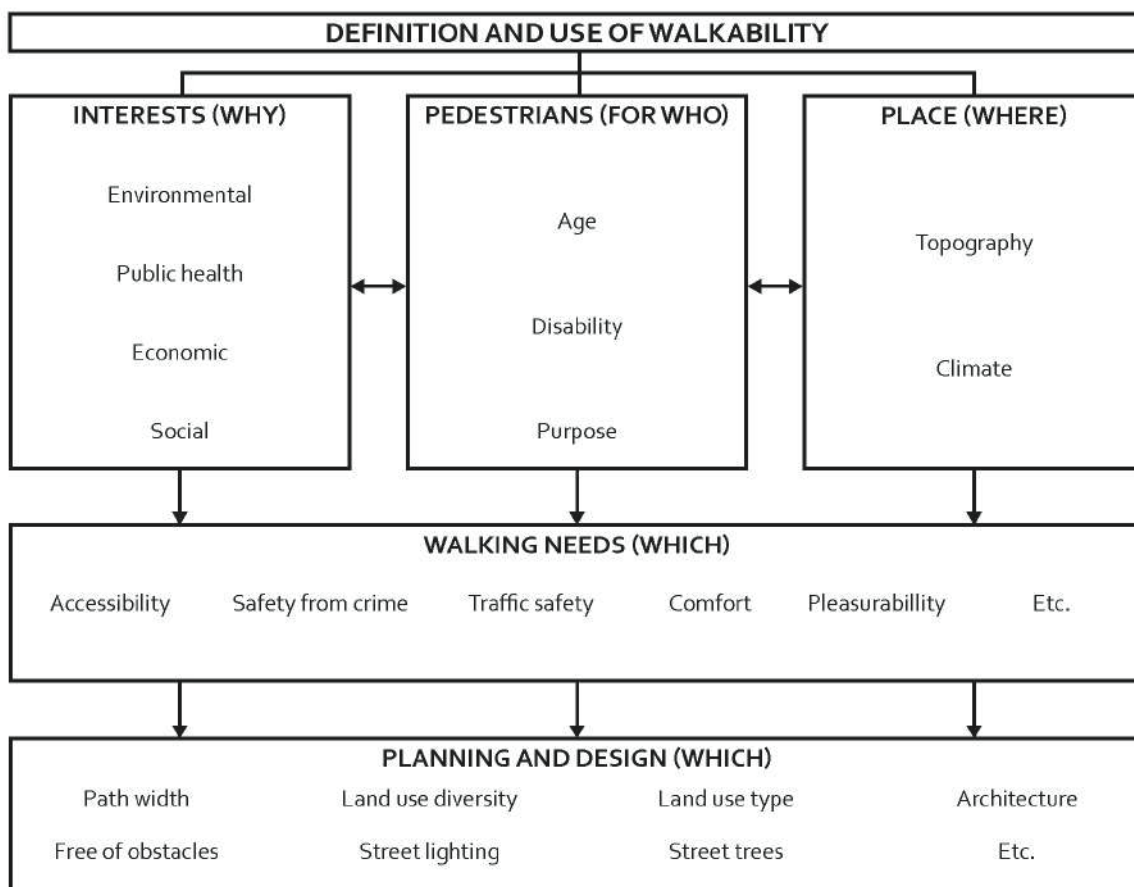 DEFINITION AND USE OF WALKABILITY
INTERESTS (WHY)
Environmental
Public health
Economic
Social
PEDESTRIANS (FOR WHO)
Age
Disability
Purpose
PLACE (WHERE)
Topography
Climate
WALKING NEEDS (WHICH)
Accessibility Safety from crime Traffic safety Comfort Pleasurabillity Etc.
PLANNING AND DESIGN (WHICH)
Path width Land use diversity Land use type Architecture
Free of obstacles Street lighting Street trees Etc.